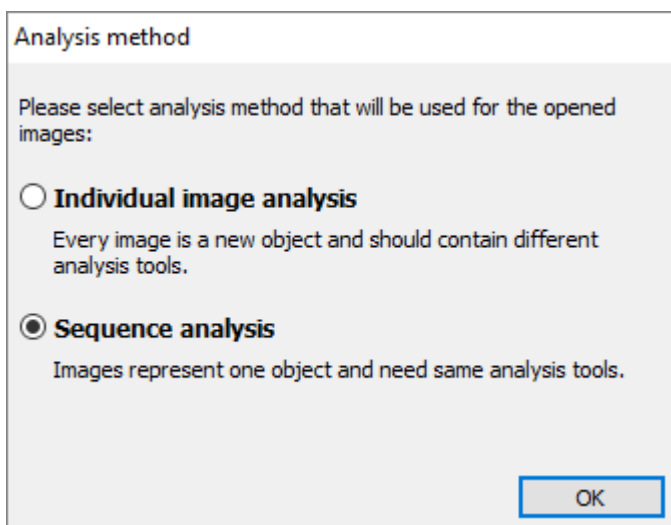 Analysis method
Please select analysis method that will be used for the opened
images:
Individual image analysis
Every image is a new object and should contain different
analysis tools.
Sequence analysis
Images represent one object and need same analysis tools.
OK